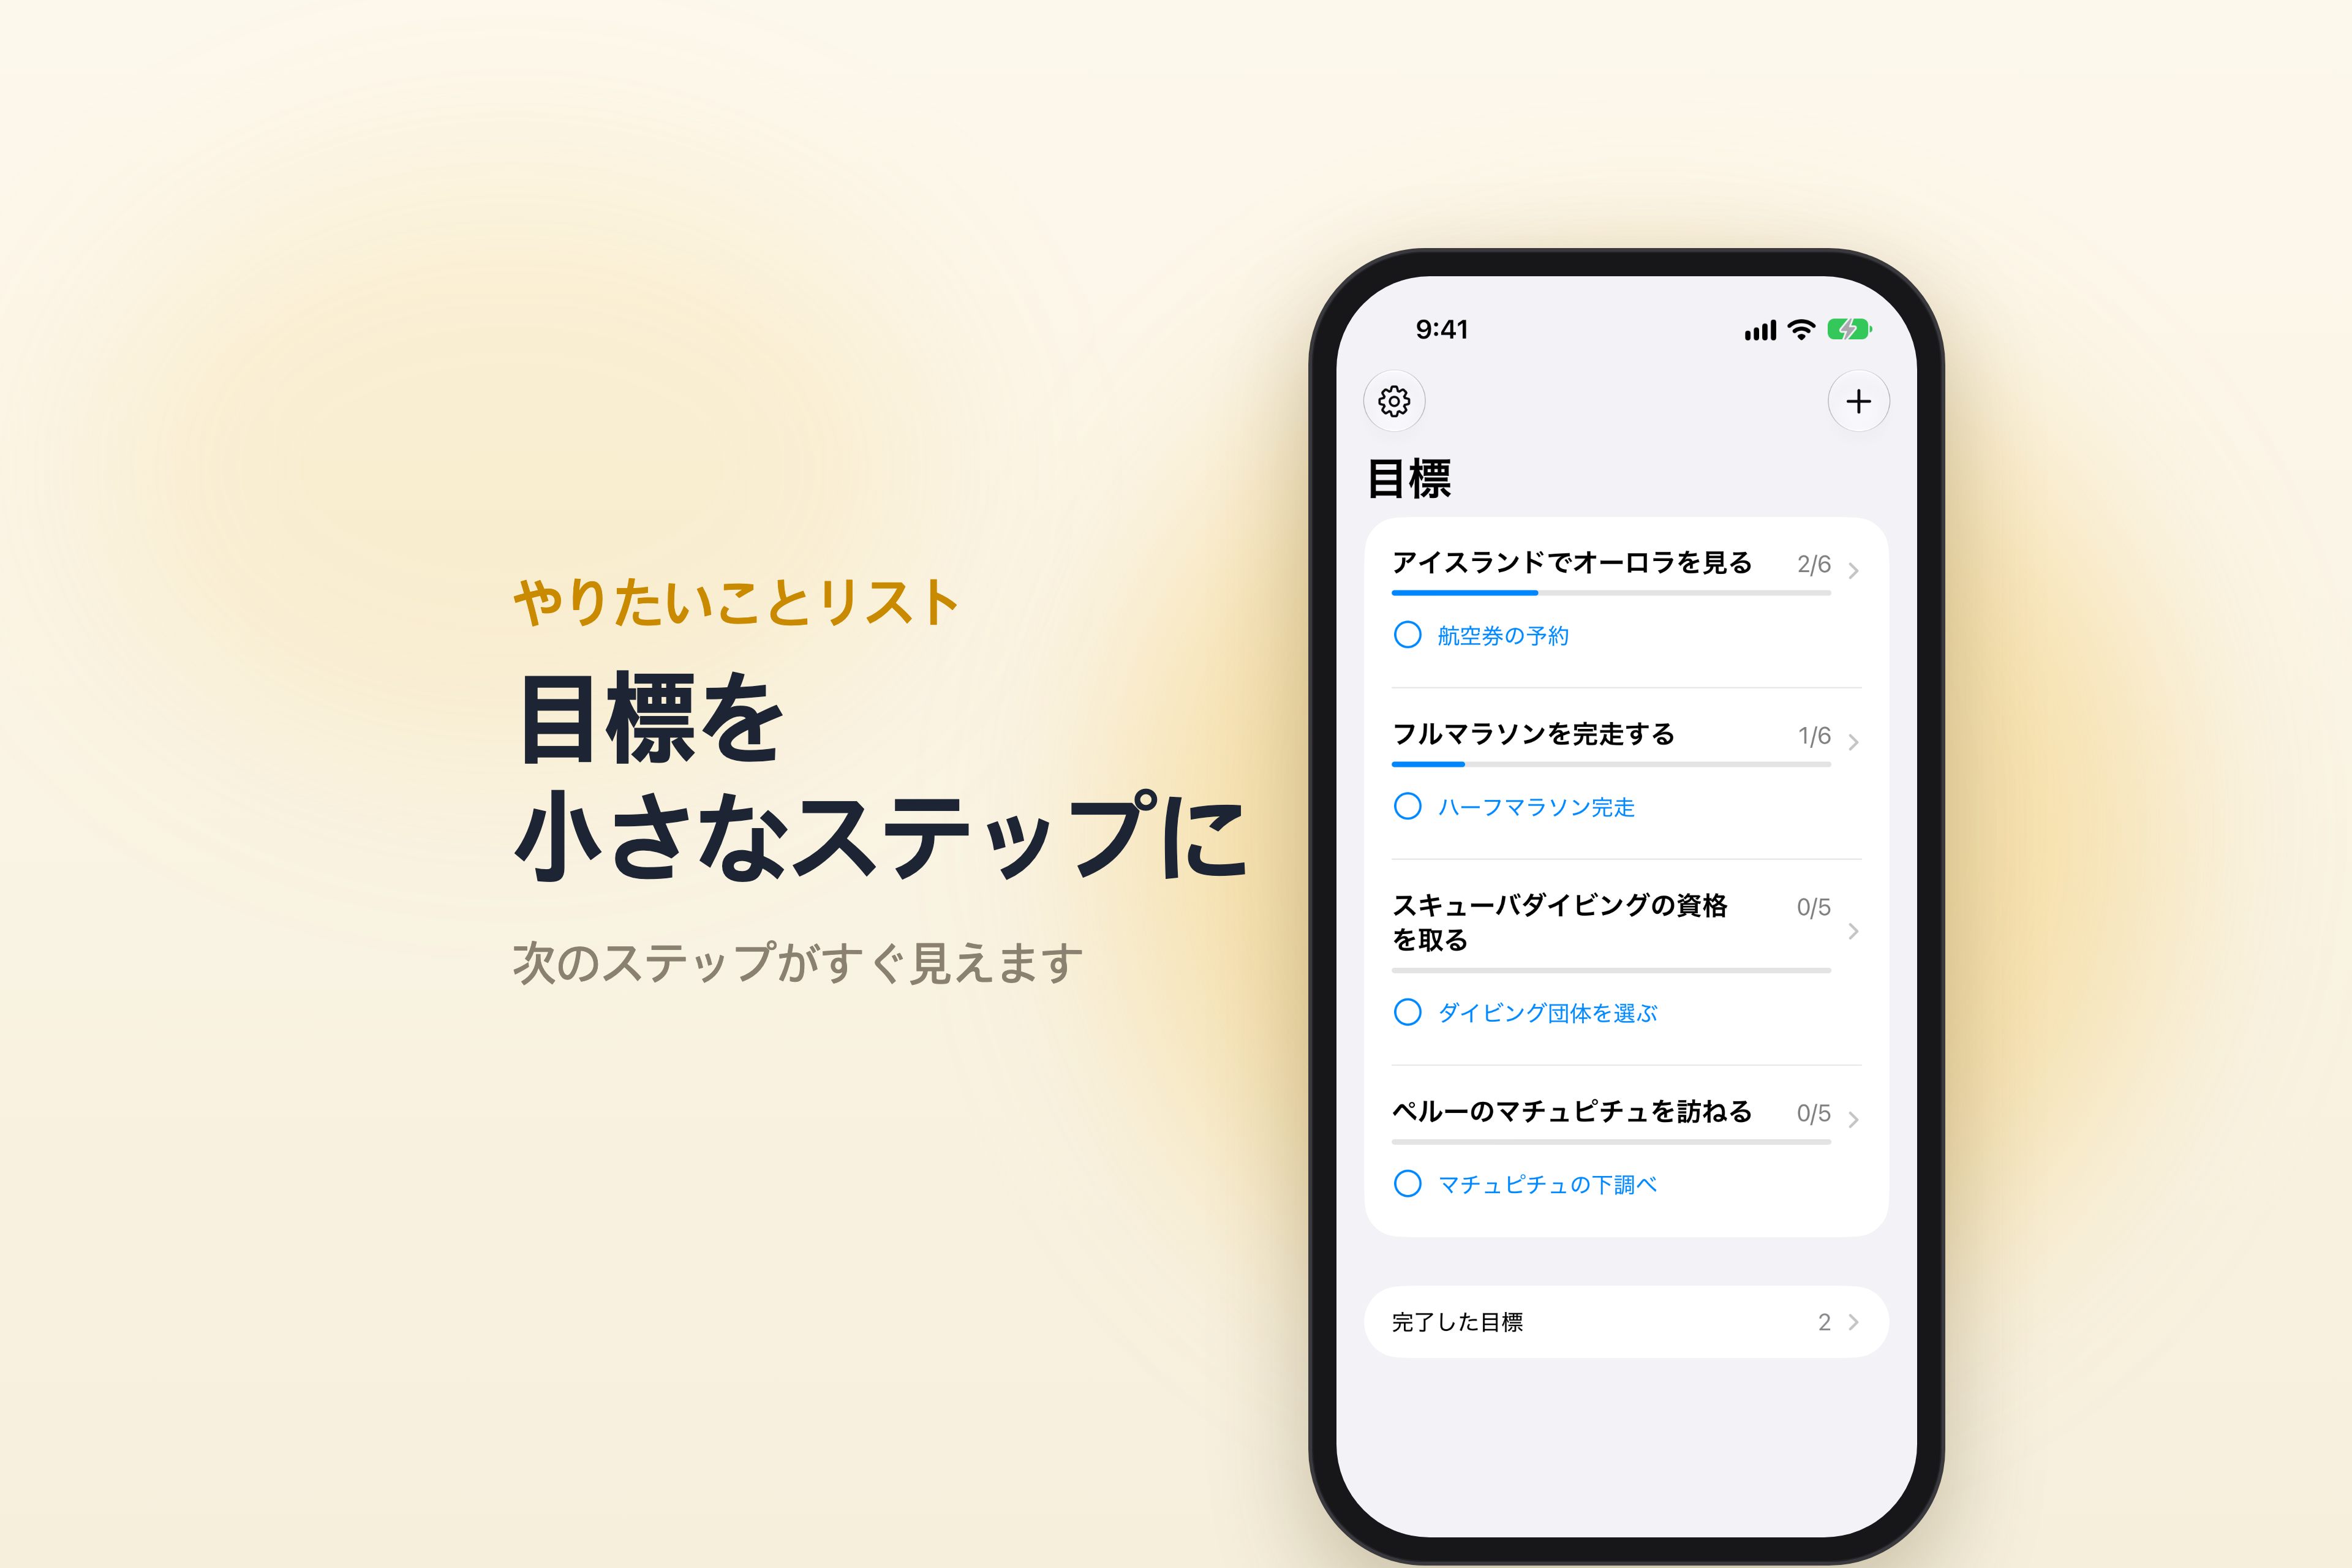 やりたいことリスト
目標を
小さなステップに
次のステップがすぐ見えます
9:41
目標
アイスランドでオーロラを見る 2/6
航空券の予約
フルマラソンを完走する 1/6
ハーフマラソン完走
スキューバダイビングの資格 0/5
を取る
ダイビング団体を選ぶ
ペルーのマチュピチュを訪ねる 0/5
マチュピチュの下調べ
完了した目標 2